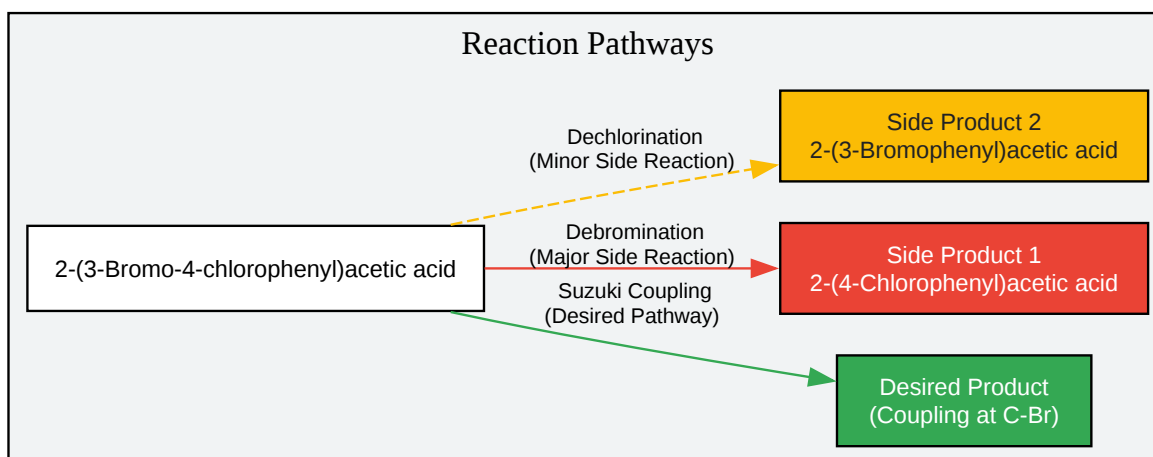 Reaction Pathways
Side Product 2
2-(3-Bromophenyl)acetic acid
Dechlorination
(Minor Side Reaction)
2-(3-Bromo-4-chlorophenyl)acetic acid
Debromination
(Major Side Reaction)
Side Product 1
2-(4-Chlorophenyl)acetic acid
Suzuki Coupling
(Desired Pathway)
Desired Product
(Coupling at C-Br)